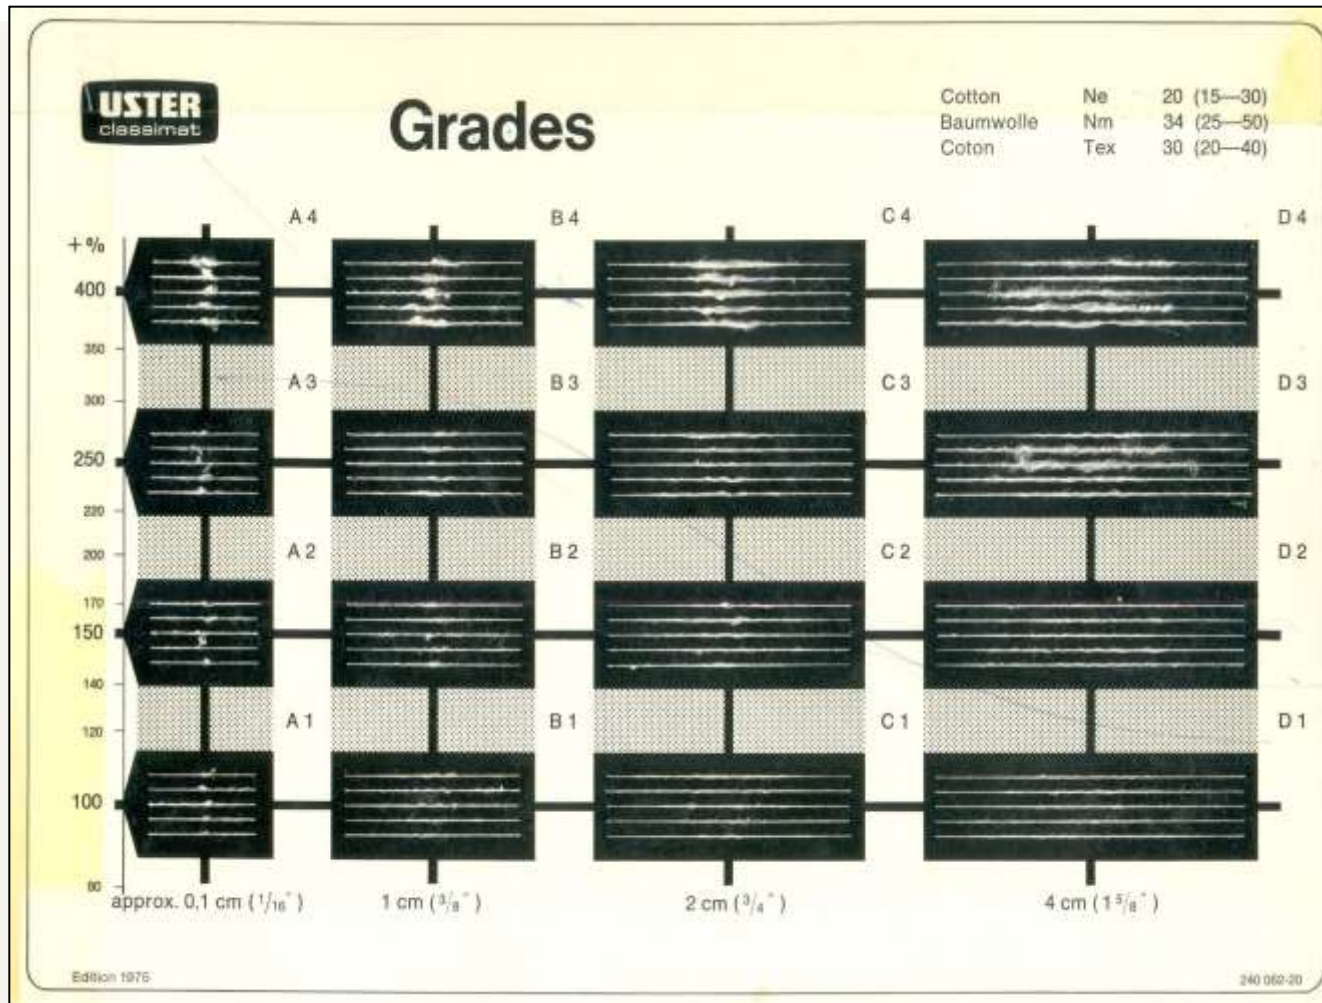 USTER
classimat
Grades
Cotton Ne 20 (15—30)
Baumwolle Nm 34 (25—50)
Coton Tex 30 (20—40)
A 4 B 4 C 4 D 4
+%
400
350
A 3 B 3 C 3 D 3
300
250
220
A 2 B 2 C 2 D 2
200
170
150
140
A 1 B 1 C 1 D 1
120
100
80
approx. 0,1 cm (1/16") 1 cm (3/8") 2 cm (3/4") 4 cm (1 5/8")
Edition 1975 240 062-20